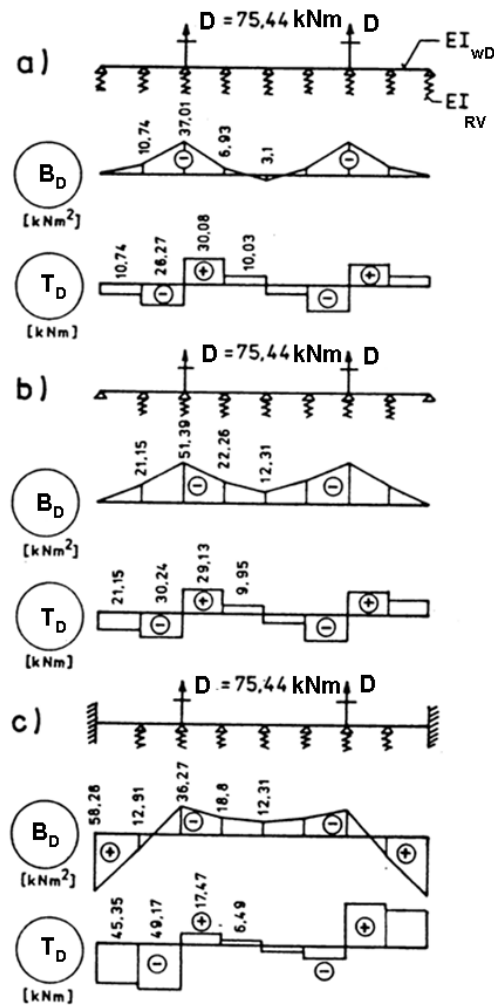 D = 75,44 kNm D
a)
EI wD
EI RV
10,74 37,01 6,93 3,1
B D
[kNm²]
10,74 26,27 30,08 10,03
T D
[kNm]
D = 75,44 kNm D
b)
21,15 51,39 22,26 12,31
B D
[kNm²]
21,15 30,24 29,13 9,95
T D
[kNm]
D = 75,44 kNm D
c)
58,26 12,91 36,27 18,8 12,31
B D
[kNm²]
45,35 49,17 17,47 6,49
T D
[kNm]